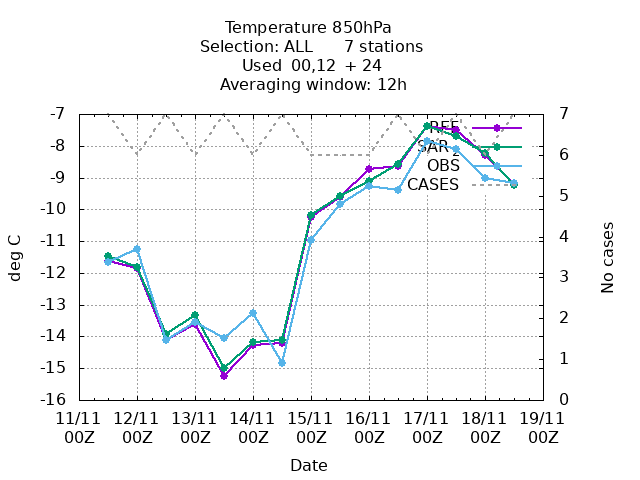 Temperature 850hPa
Selection: ALL 7 stations
Used 00,12 + 24
Averaging window: 12h
-7
-8
-9
-10
-11
-12
-13
-14
-15
-16
deg C
7
6
5
4
3
2
1
0
No cases
REF
SAR
OBS
CASES
11/11 12/11 13/11 14/11 15/11 16/11 17/11 18/11 19/11
00Z 00Z 00Z 00Z 00Z 00Z 00Z 00Z 00Z
Date